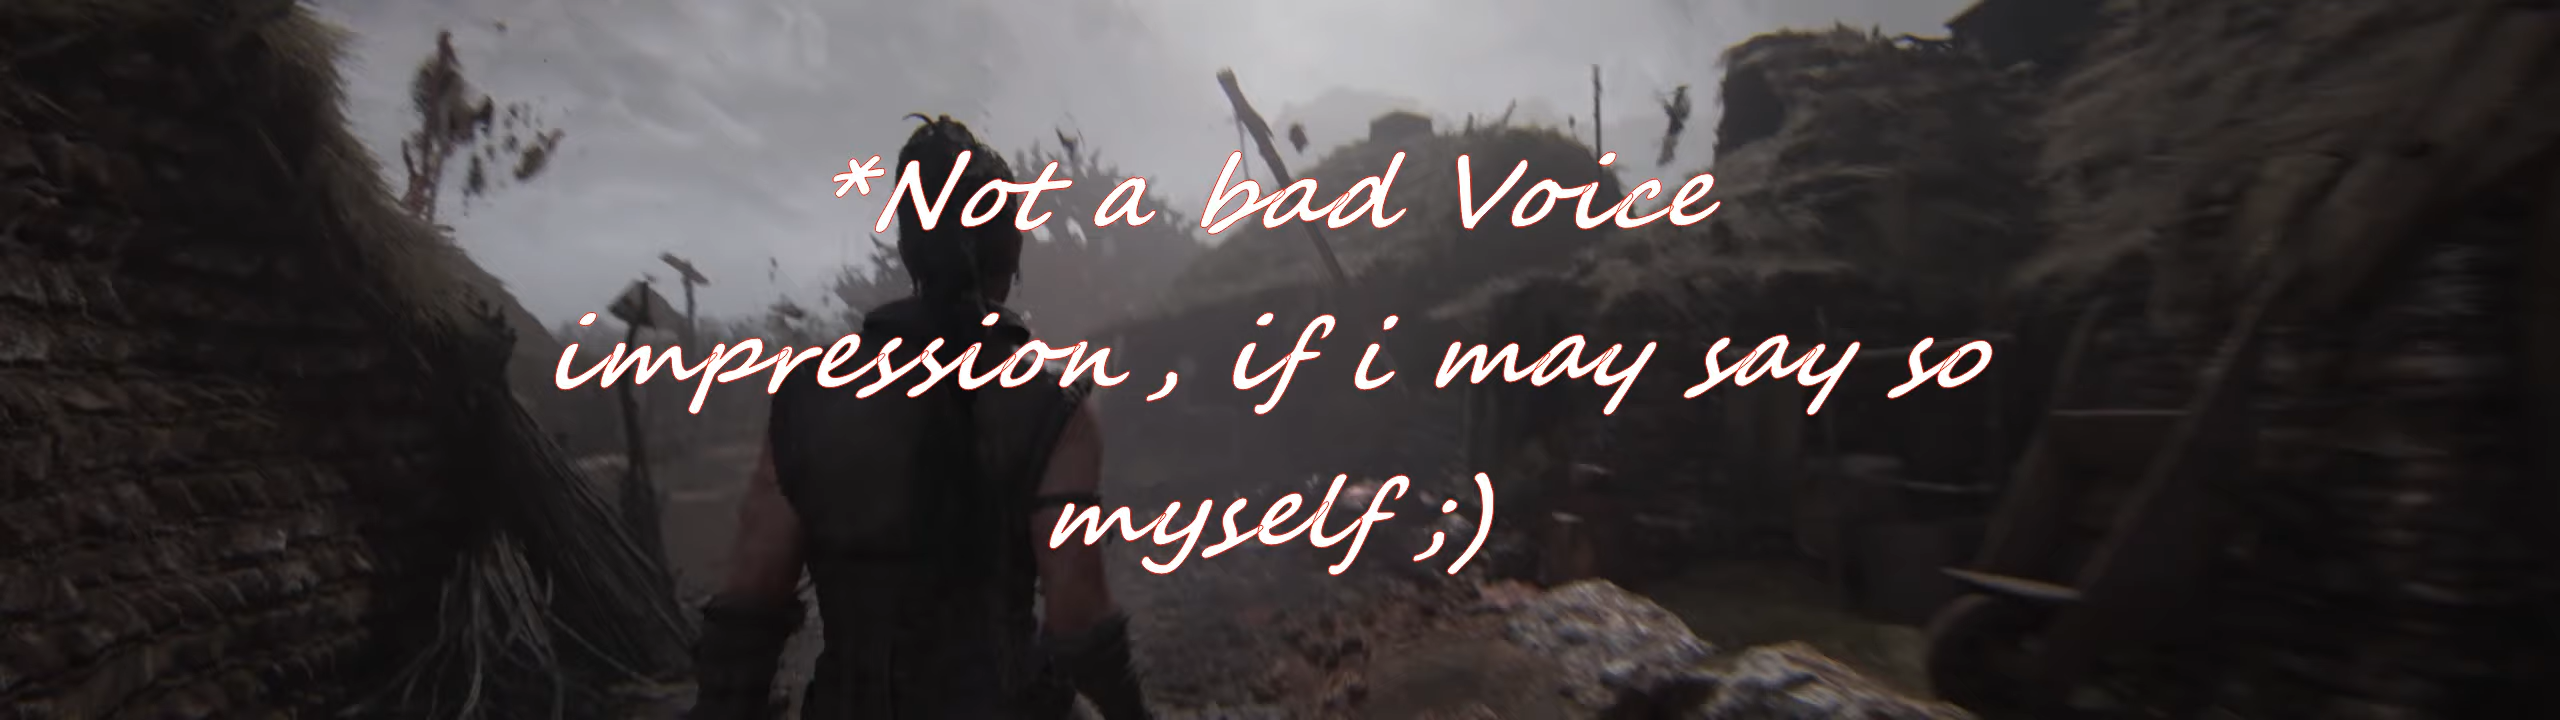 *Not a bad Voice
impression , if i may say so
myself ;)